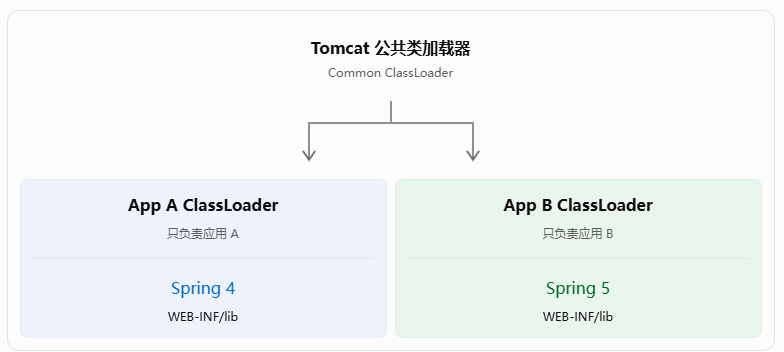 Tomcat 公共类加载器
Common ClassLoader
App A ClassLoader
只负责应用 A
Spring 4
WEB-INF/lib
App B ClassLoader
只负责应用 B
Spring 5
WEB-INF/lib